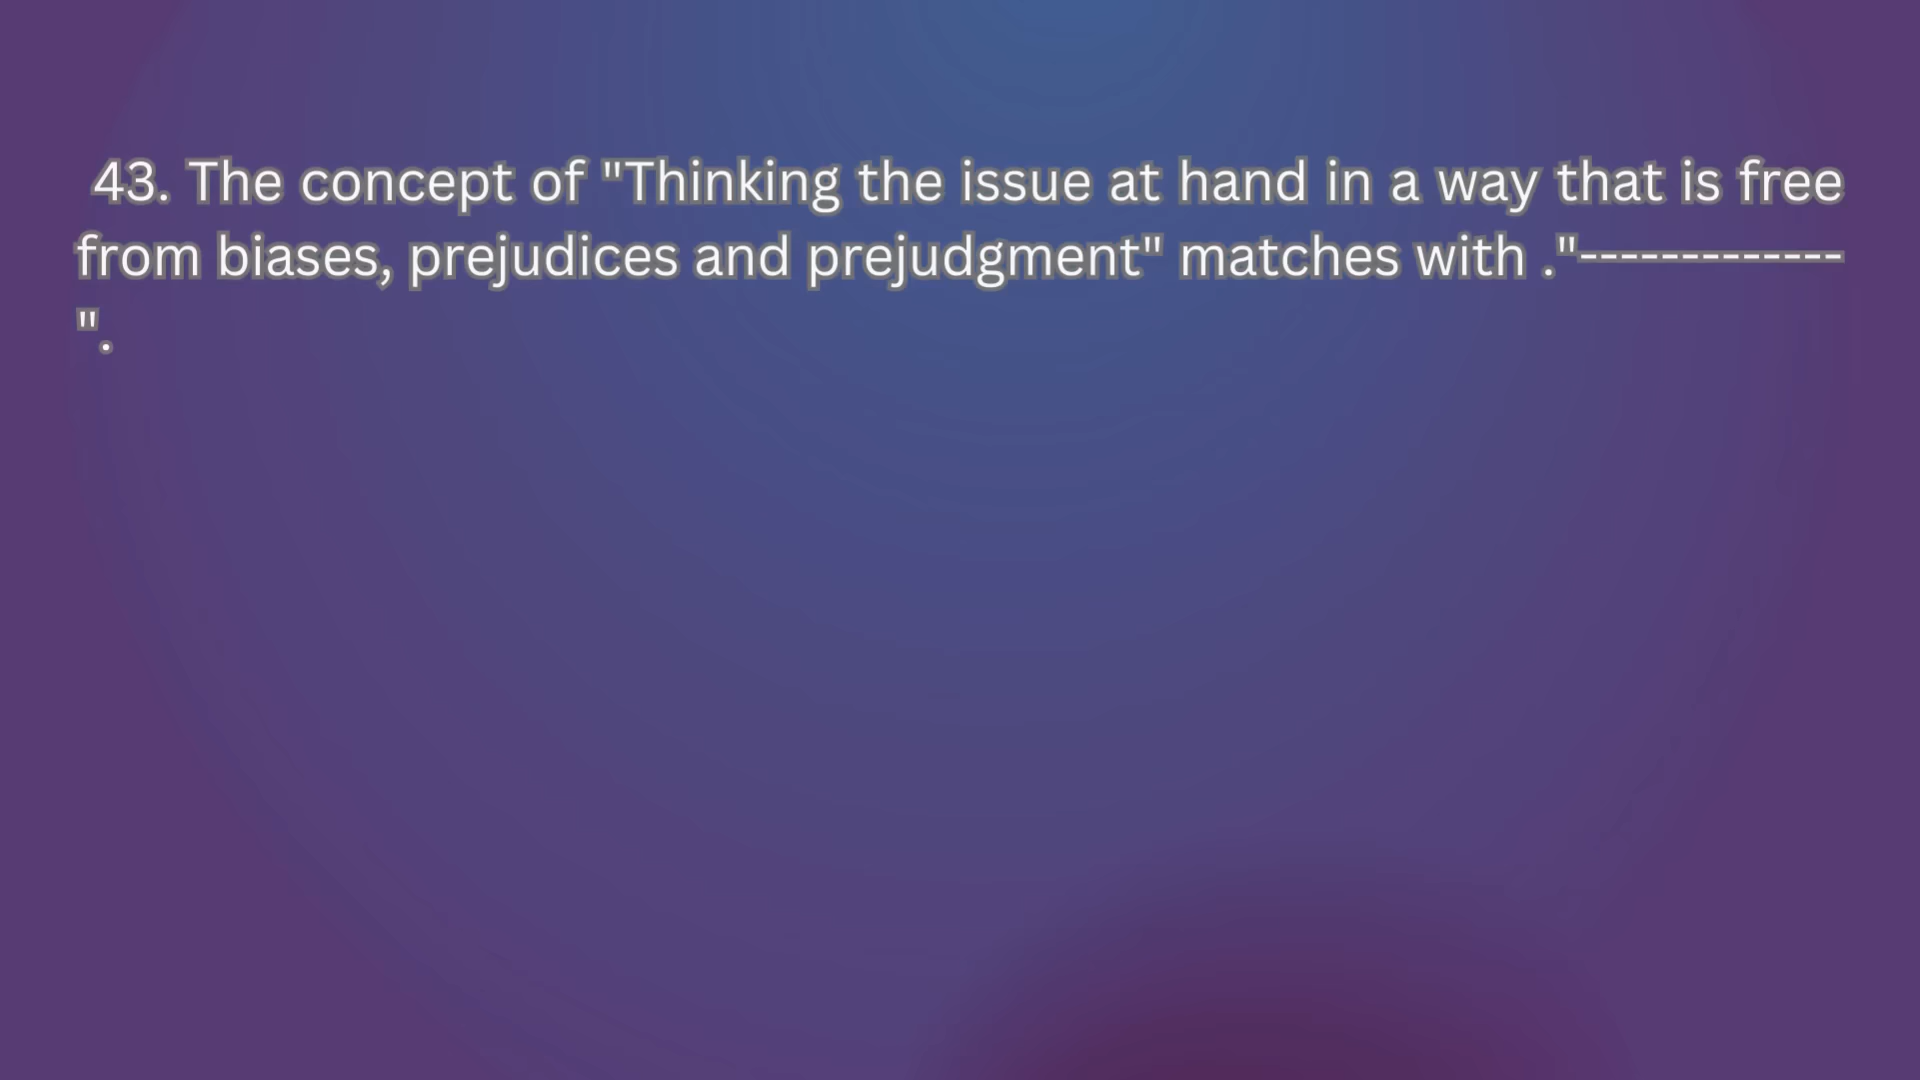 43. The concept of "Thinking the issue at hand in a way that is free
from biases, prejudices and prejudgment" matches with ."-------------
".